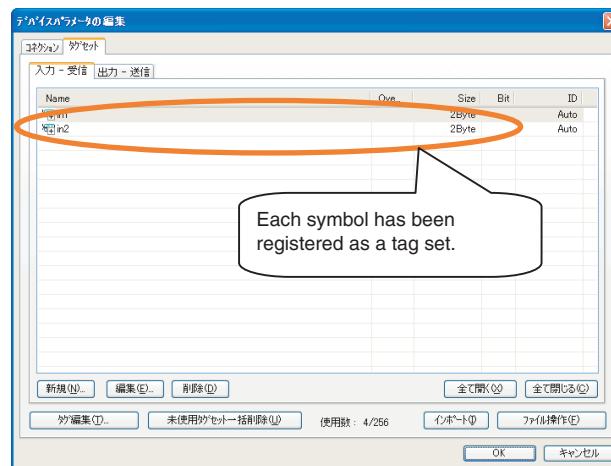 ﾃﾞﾊﾞｲｽﾊﾟﾗﾒｰﾀの編集
ｺﾈｸｼｮﾝ ﾀｸﾞｾｯﾄ
入力 - 受信 出力 - 送信
Name Ove... Size Bit ID
in1 2Byte Auto
in2 2Byte Auto
Each symbol has been
registered as a tag set.
新規(N)... 編集(E)... 削除(D) 全て開く(X) 全て閉じる(C)
ﾀｸﾞ編集(T)... 未使用ﾀｸﾞｾｯﾄ一括削除(U) 使用数 : 4/256 ｲﾝﾎﾟｰﾄ(I) ﾌｧｲﾙ操作(F)
OK ｷｬﾝｾﾙ